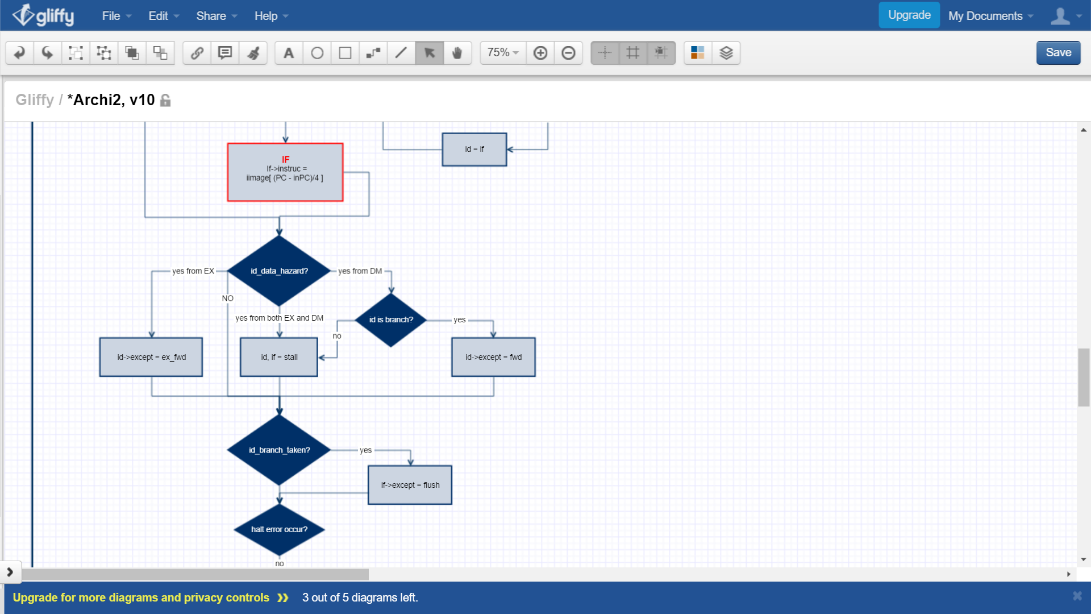 gliffy File Edit Share Help Upgrade My Documents
A 75% Save
Gliffy / *Archi2, v10
id = if
IF
if->instruc =
iimage[ (PC - inPC)/4 ]
yes from EX
id_data_hazard?
yes from DM
NO
yes from both EX and DM
id is branch?
yes
no
id->except = ex_fwd
id, if = stall
id->except = fwd
id_branch_taken?
yes
if->except = flush
halt error occur?
no
Upgrade for more diagrams and privacy controls 3 out of 5 diagrams left.